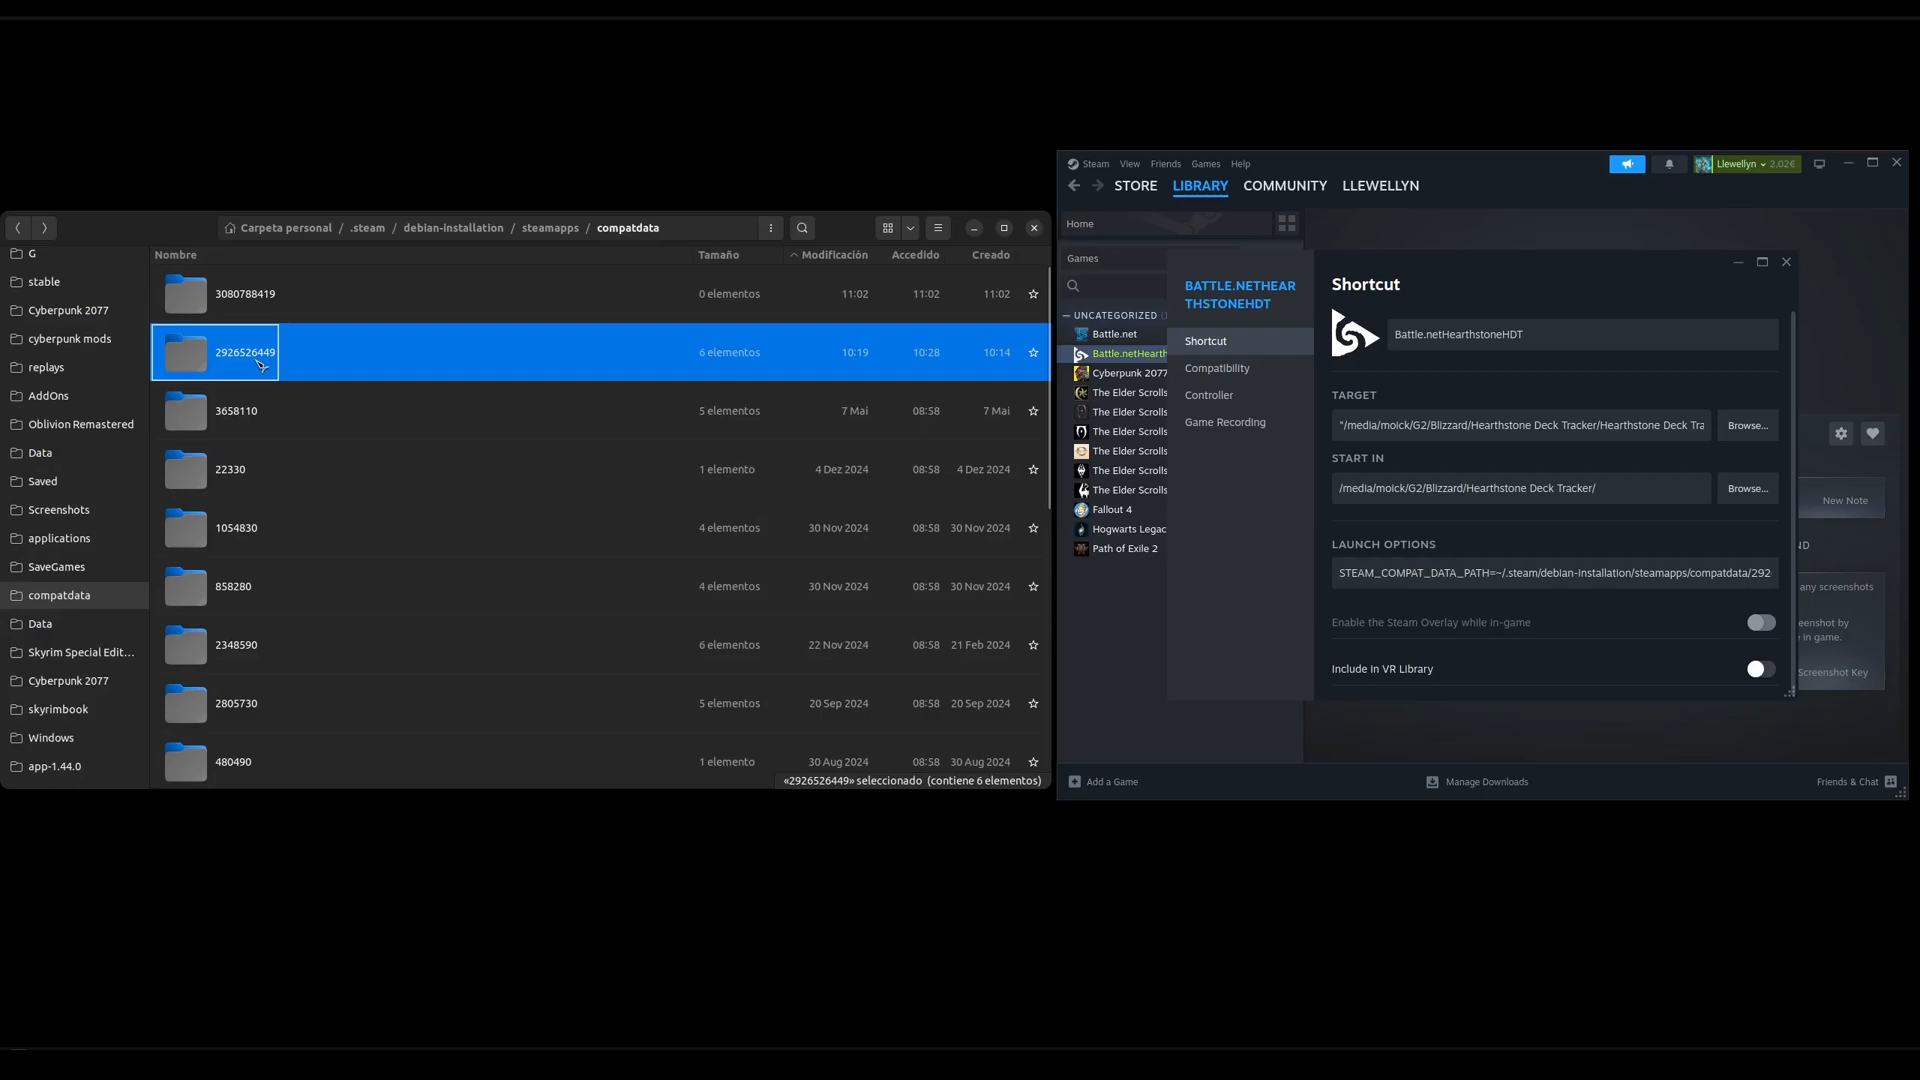 Carpeta personal / .steam / debian-installation / steamapps / compatdata
Nombre Tamaño Modificación Accedido Creado
G
stable
Cyberpunk 2077
cyberpunk mods
replays
AddOns
Oblivion Remastered
Data
Saved
Screenshots
applications
SaveGames
compatdata
Data
Skyrim Special Edit...
Cyberpunk 2077
skyrimbook
Windows
app-1.44.0
3080788419 0 elementos 11:02 11:02 11:02
2926526449 6 elementos 10:19 10:28 10:14
3658110 5 elementos 7 Mai 08:58 7 Mai
22330 1 elemento 4 Dez 2024 08:58 4 Dez 2024
1054830 4 elementos 30 Nov 2024 08:58 30 Nov 2024
858280 4 elementos 30 Nov 2024 08:58 30 Nov 2024
2348590 6 elementos 22 Nov 2024 08:58 21 Feb 2024
2805730 5 elementos 20 Sep 2024 08:58 20 Sep 2024
480490 1 elemento 30 Aug 2024 08:58 30 Aug 2024
«2926526449» seleccionado (contiene 6 elementos)
Steam View Friends Games Help
Llewellyn 2.02€
STORE LIBRARY COMMUNITY LLEWELLYN
Home
Games
UNCATEGORIZED
Battle.net
Battle.netHearth
Cyberpunk 2077
The Elder Scrolls
The Elder Scrolls
The Elder Scrolls
The Elder Scrolls
The Elder Scrolls
The Elder Scrolls
Fallout 4
Hogwarts Legac
Path of Exile 2
BATTLE.NETHEAR
THSTONEHDT
Shortcut
Compatibility
Controller
Game Recording
Shortcut
Battle.netHearthstoneHDT
TARGET
"/media/moick/G2/Blizzard/Hearthstone Deck Tracker/Hearthstone Deck Tra
Browse...
START IN
/media/moick/G2/Blizzard/Hearthstone Deck Tracker/
Browse...
LAUNCH OPTIONS
STEAM_COMPAT_DATA_PATH=~/.steam/debian-installation/steamapps/compatdata/292
Enable the Steam Overlay while in-game
Include in VR Library
New Note
ND
any screenshots
eenshot by
e in game.
Screenshot Key
Add a Game
Manage Downloads
Friends & Chat